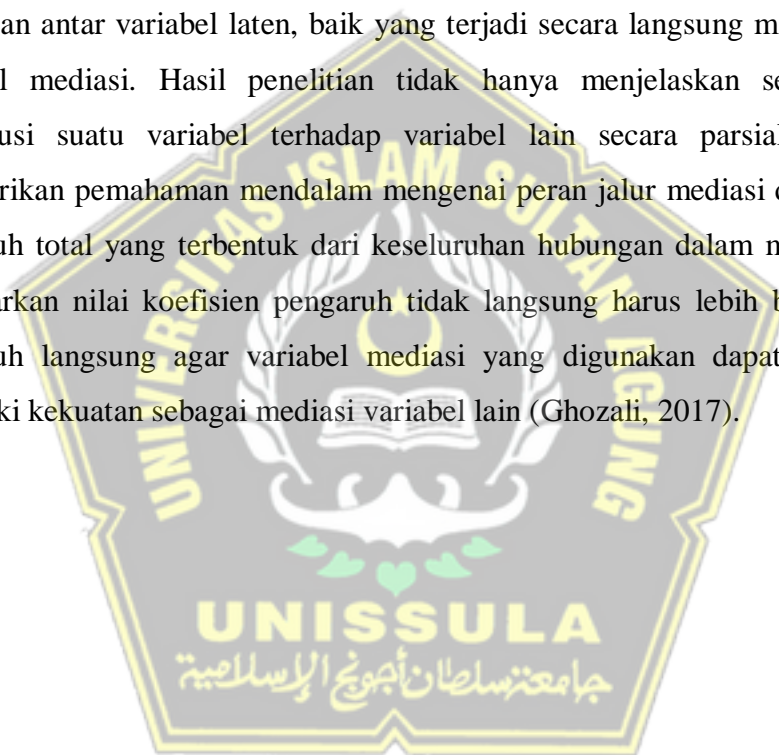 an antar variabel laten, baik yang terjadi secara langsung m
l mediasi. Hasil penelitian tidak hanya menjelaskan se
usi suatu variabel terhadap variabel lain secara parsial
rikan pemahaman mendalam mengenai peran jalur mediasi
uh total yang terbentuk dari keseluruhan hubungan dalam m
arkan nilai koefisien pengaruh tidak langsung harus lebih b
uh langsung agar variabel mediasi yang digunakan dapat
ki kekuatan sebagai mediasi variabel lain (Ghozali, 2017).
UNIVERSITAS ISLAM SULTAN AGUNG
UNISSULA
جامعة سلطان أجونج الإسلامية